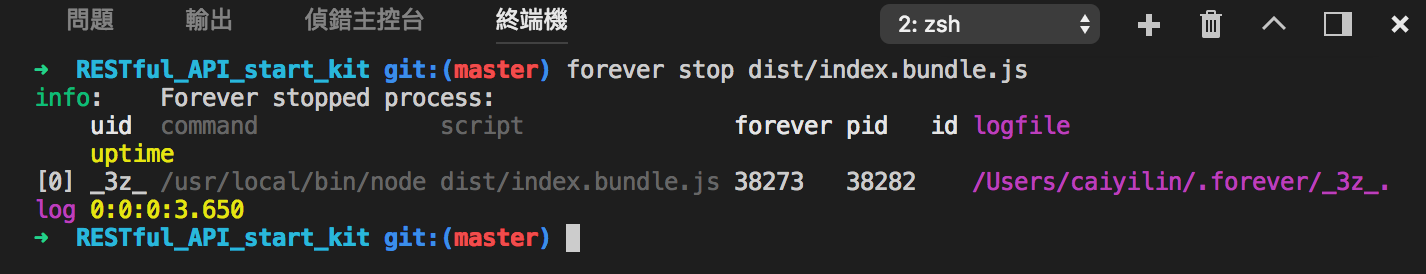 問題 輸出 偵錯主控台 終端機 2: zsh
➜ RESTful_API_start_kit git:(master) forever stop dist/index.bundle.js
info: Forever stopped process:
uid command script forever pid id logfile
uptime
[0] _3z_ /usr/local/bin/node dist/index.bundle.js 38273 38282 /Users/caiyilin/.forever/_3z_.
log 0:0:0:3.650
➜ RESTful_API_start_kit git:(master)